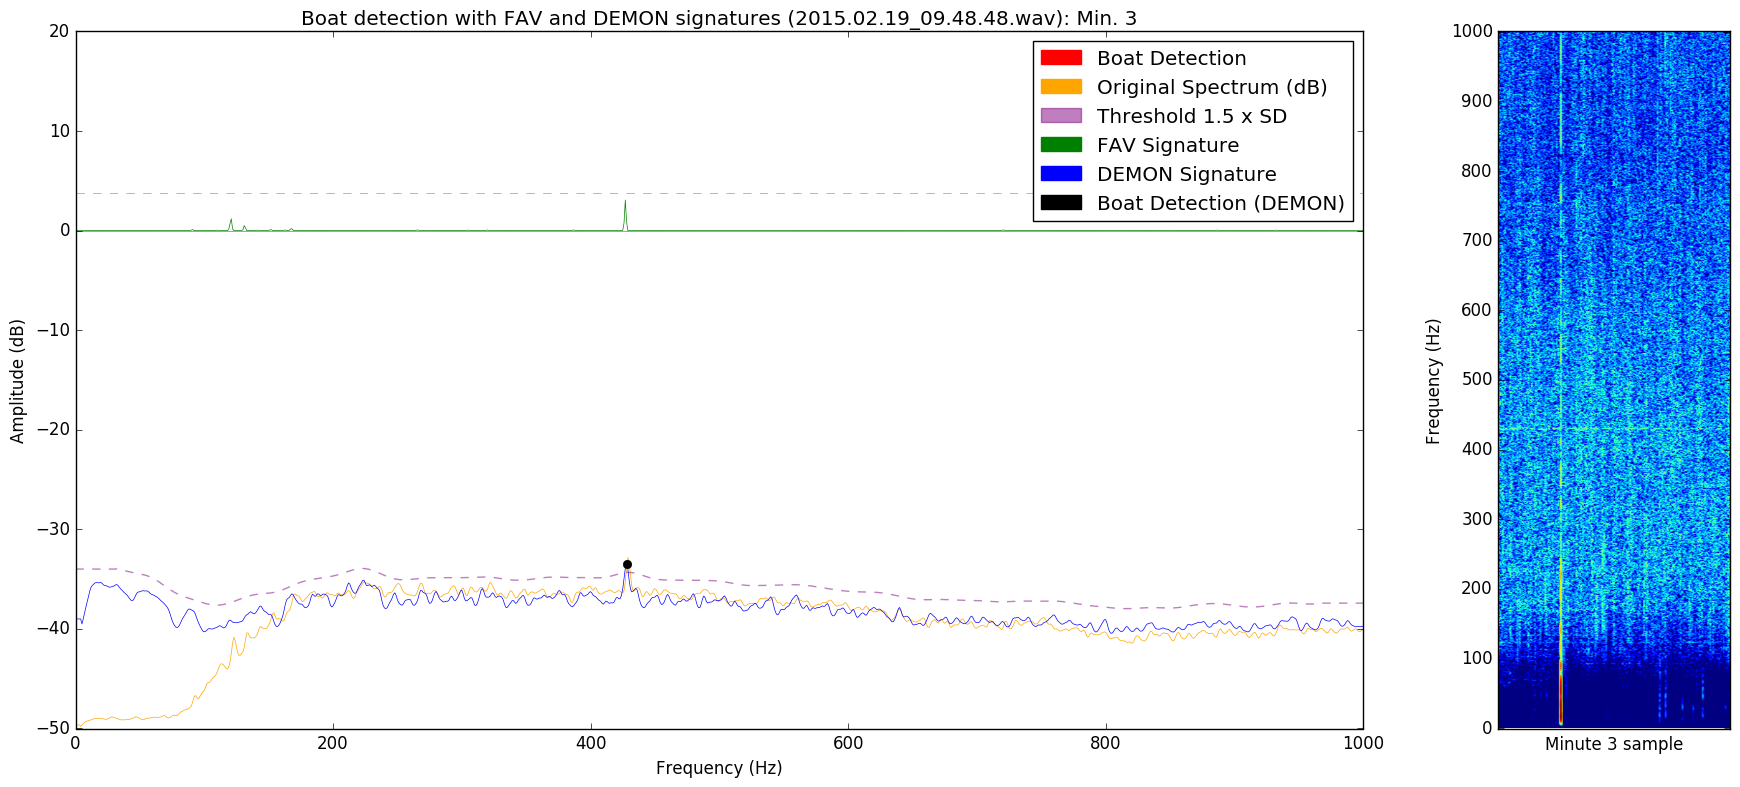 Boat detection with FAV and DEMON signatures (2015.02.19_09.48.48.wav): Min. 3
20
10
0
−10
−20
−30
−40
−50
Amplitude (dB)
0
200
400
600
800
1000
Frequency (Hz)
Boat Detection
Original Spectrum (dB)
Threshold 1.5 x SD
FAV Signature
DEMON Signature
Boat Detection (DEMON)
1000
900
800
700
600
500
400
300
200
100
0
Frequency (Hz)
Minute 3 sample